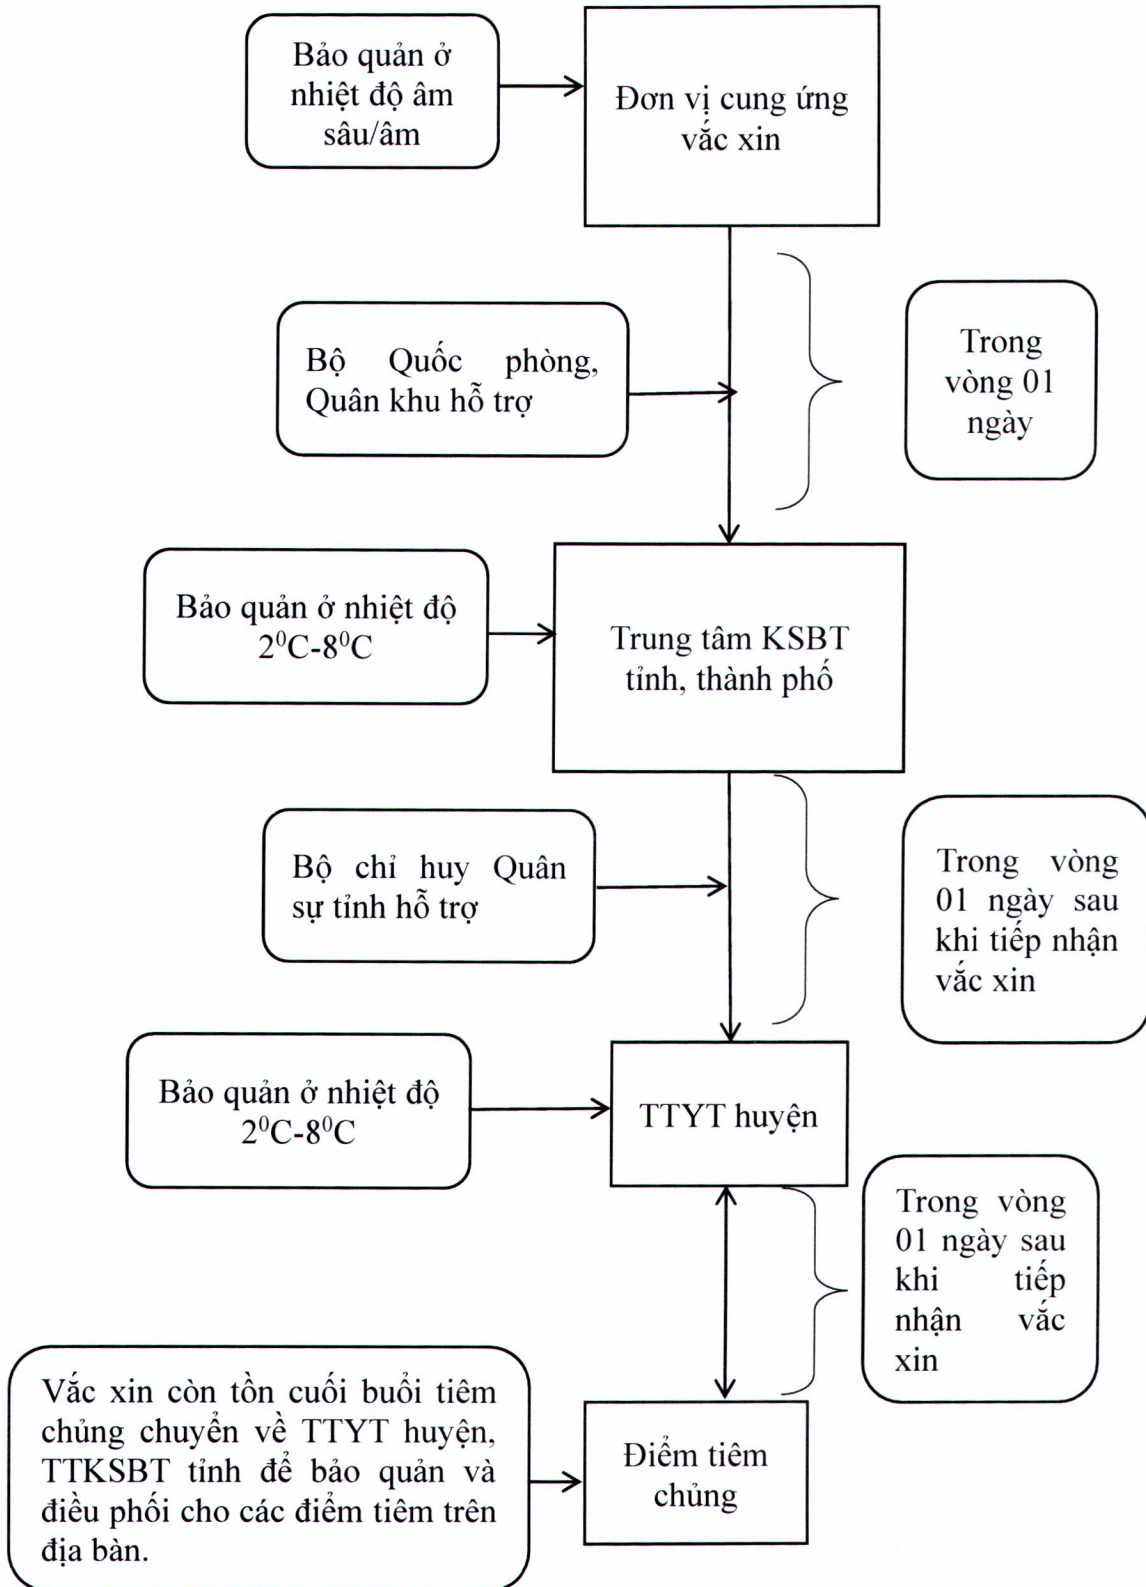 Bảo quản ở
nhiệt độ âm
sâu/âm
Đơn vị cung ứng
vắc xin
Bộ Quốc phòng,
Quân khu hỗ trợ
Trong
vòng 01
ngày
Bảo quản ở nhiệt độ
2⁰C-8⁰C
Trung tâm KSBT
tỉnh, thành phố
Bộ chỉ huy Quân
sự tỉnh hỗ trợ
Trong vòng
01 ngày sau
khi tiếp nhận
vắc xin
Bảo quản ở nhiệt độ
2⁰C-8⁰C
TTYT huyện
Trong vòng
01 ngày sau
khi tiếp
nhận vắc
xin
Vắc xin còn tồn cuối buổi tiêm
chủng chuyển về TTYT huyện,
TTKSBT tỉnh để bảo quản và
điều phối cho các điểm tiêm trên
địa bàn.
Điểm tiêm
chủng